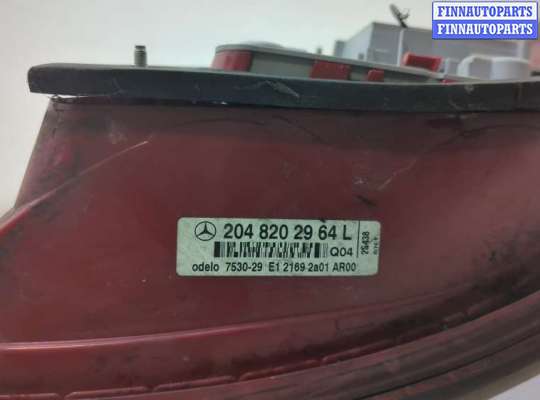 FINNAUTOPARTS
FINNAUTOPARTS
204 820 29 64 L
Q04
odelo 7530-29 E1 2169 2a01 AR00